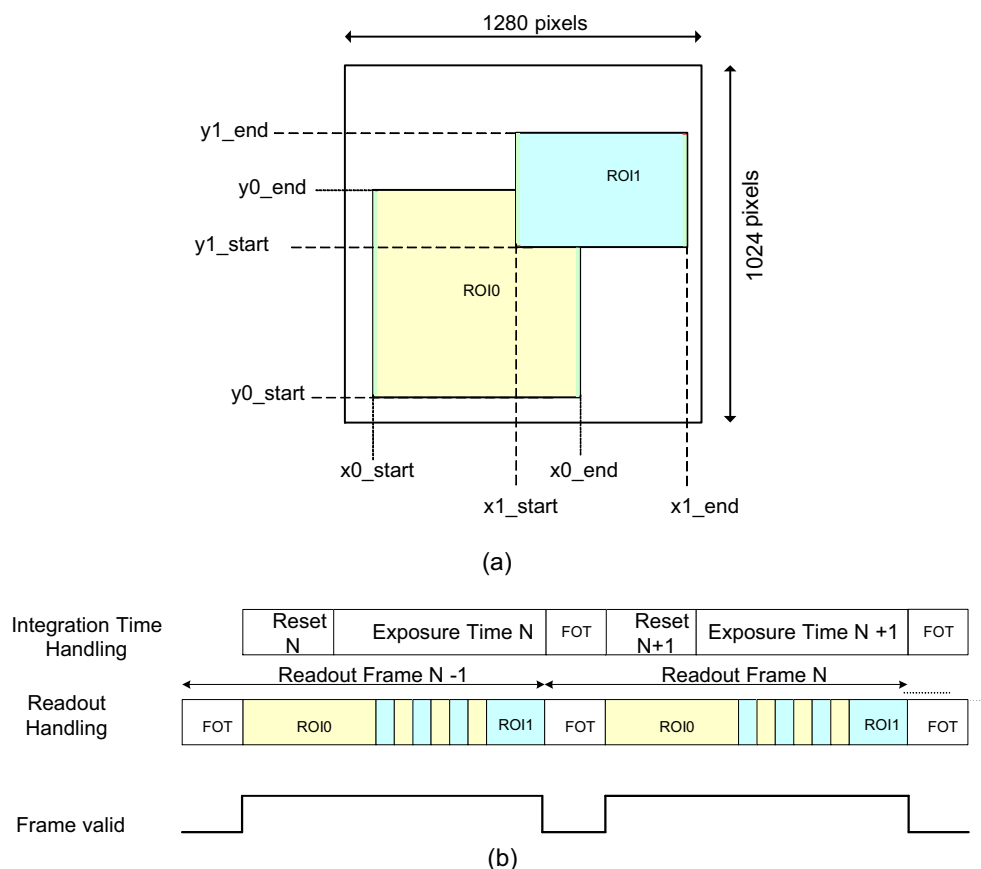 1280 pixels
y1_end
ROI1
y0_end
1024 pixels
y1_start
ROI0
y0_start
x0_start
x0_end
x1_start
x1_end
(a)
Integration Time
Handling
Reset
N
Exposure Time N
FOT
Reset
N+1
Exposure Time N +1
FOT
Readout Frame N -1
Readout Frame N
Readout
Handling
FOT
ROI0
ROI1
FOT
ROI0
ROI1
FOT
Frame valid
(b)